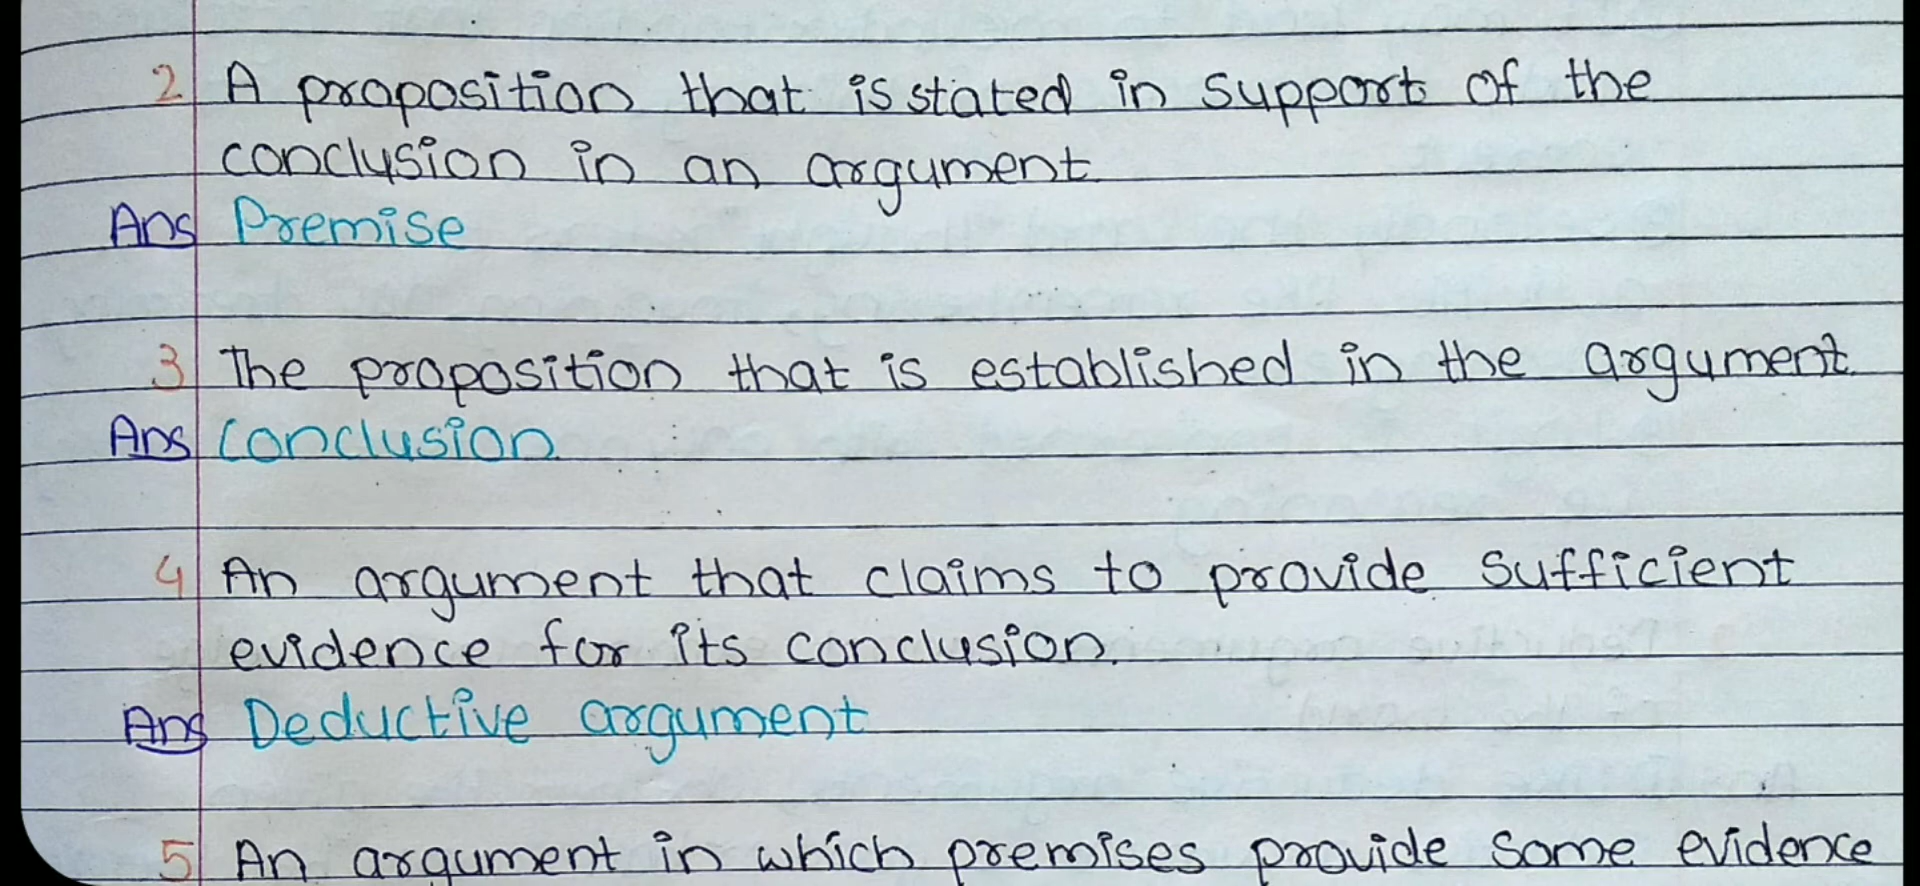 2 A proposition that is stated in support of the
conclusion in an argument.
Ans Premise
3 The proposition that is established in the argument.
Ans Conclusion
4 An argument that claims to provide sufficient
evidence for its conclusion.
Ans Deductive argument
5 An argument in which premises provide some evidence